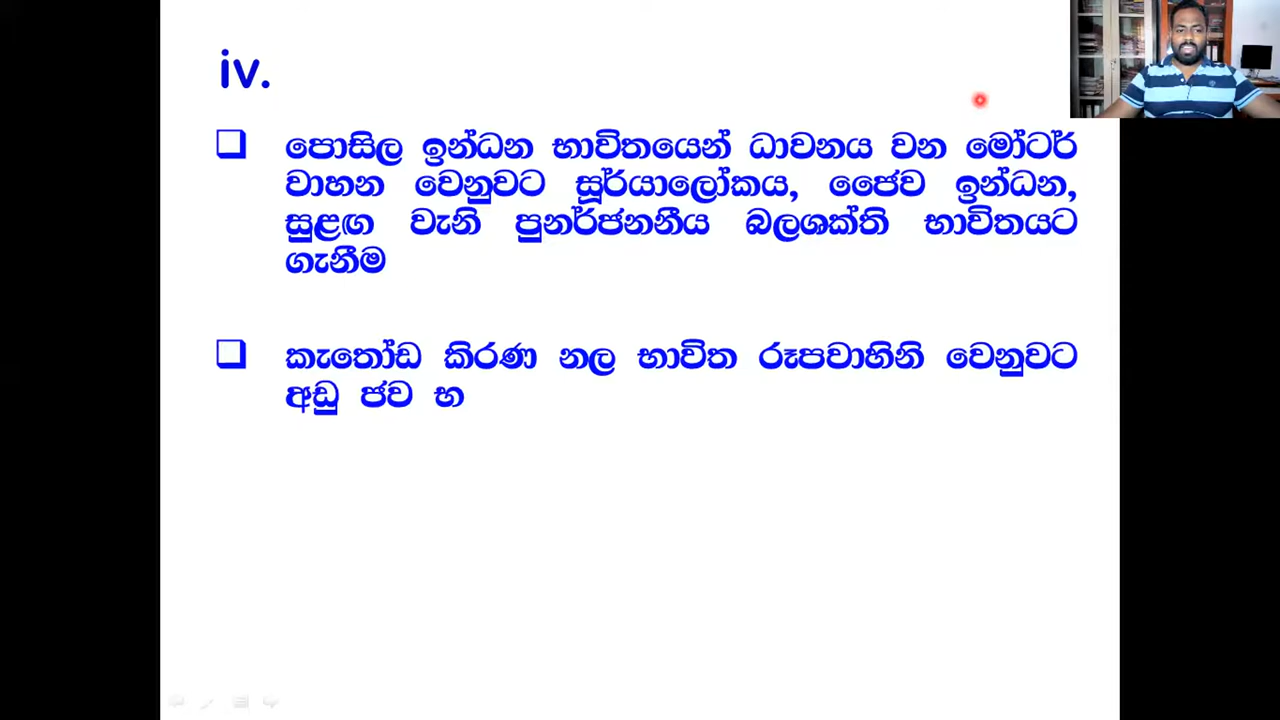 iv.
❑ පොසිල ඉන්ධන භාවිතයෙන් ධාවනය වන මෝටර්
වාහන වෙනුවට සූර්යාලෝකය, ජෛව ඉන්ධන,
සුළඟ වැනි පුනර්ජනනීය බලශක්ති භාවිතයට
ගැනීම
❑ කැතෝඩ කිරණ නල භාවිත රූපවාහිනි වෙනුවට
අඩු ජව භ